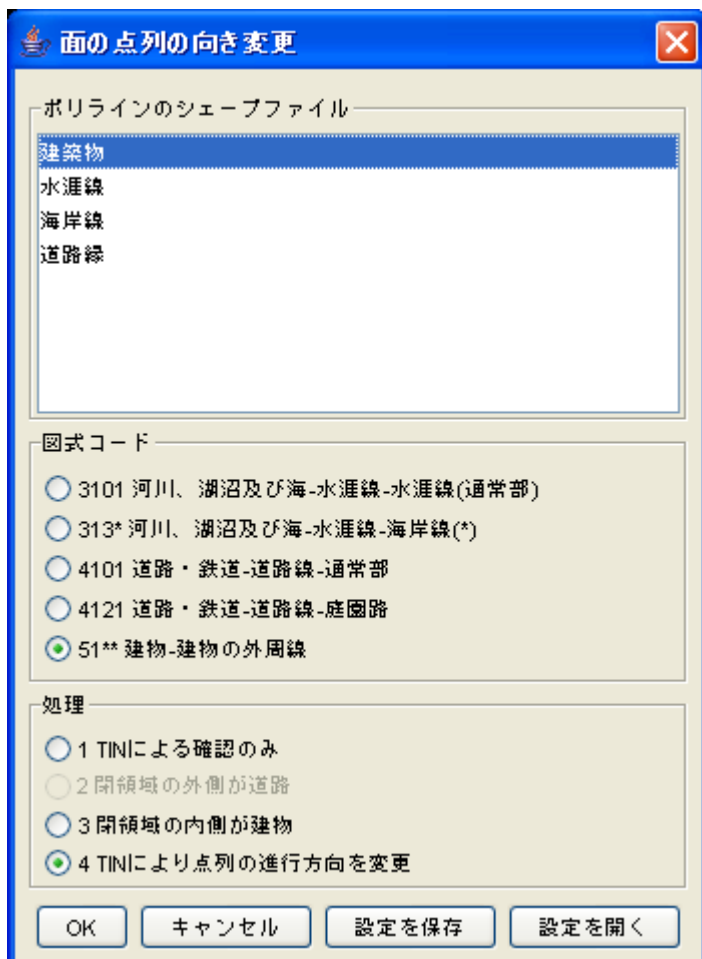 面の点列の向き変更
ポリラインのシェープファイル
建築物
水涯線
海岸線
道路縁
図式コード
3101 河川、湖沼及び海-水涯線-水涯線(通常部)
313* 河川、湖沼及び海-水涯線-海岸線(*)
4101 道路・鉄道-道路線-通常部
4121 道路・鉄道-道路線-庭園路
51** 建物-建物の外周線
処理
1 TINによる確認のみ
2 閉領域の外側が道路
3 閉領域の内側が建物
4 TINにより点列の進行方向を変更
OK キャンセル 設定を保存 設定を開く